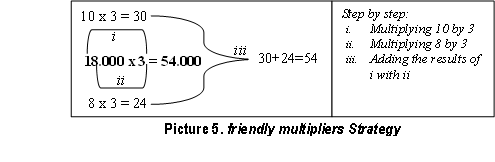 10 x 3 = 30
i
18.000 x 3 = 54.000
ii
8 x 3 = 24
iii
30+24=54
Step by step:
i. Multiplying 10 by 3
ii. Multiplying 8 by 3
iii. Adding the results of
i with ii
Picture 5. friendly multipliers Strategy